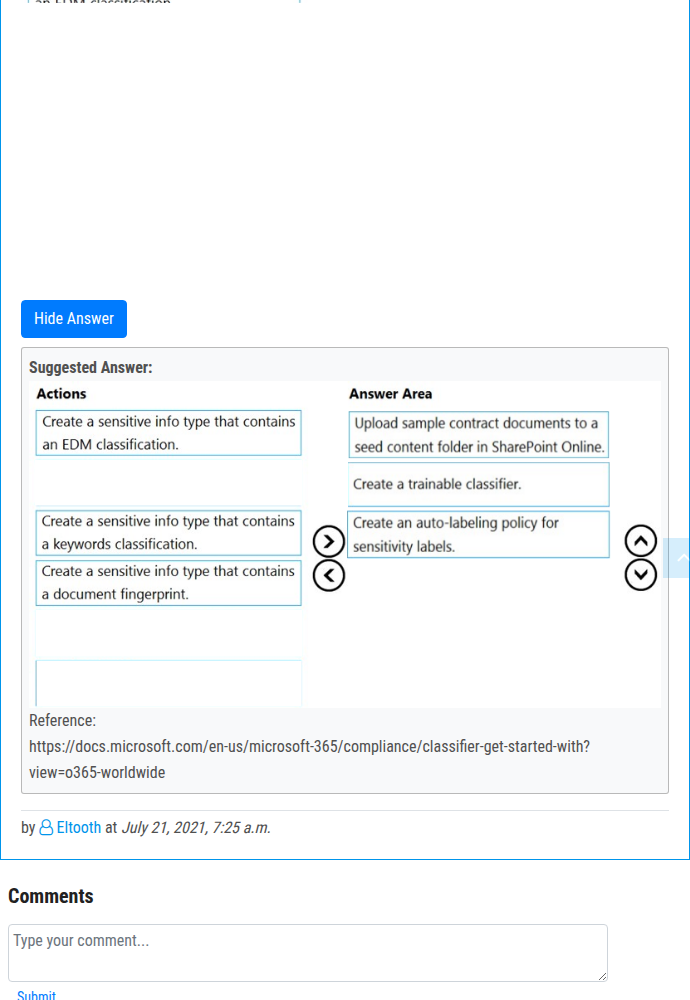 an EDM classification.
Hide Answer
Suggested Answer:
Actions
Answer Area
Create a sensitive info type that contains
an EDM classification.
Upload sample contract documents to a
seed content folder in SharePoint Online.
Create a trainable classifier.
Create a sensitive info type that contains
a keywords classification.
Create an auto-labeling policy for
sensitivity labels.
Create a sensitive info type that contains
a document fingerprint.
Reference:
https://docs.microsoft.com/en-us/microsoft-365/compliance/classifier-get-started-with?
view=o365-worldwide
by Eltooth at July 21, 2021, 7:25 a.m.
Comments
Type your comment...
Submit